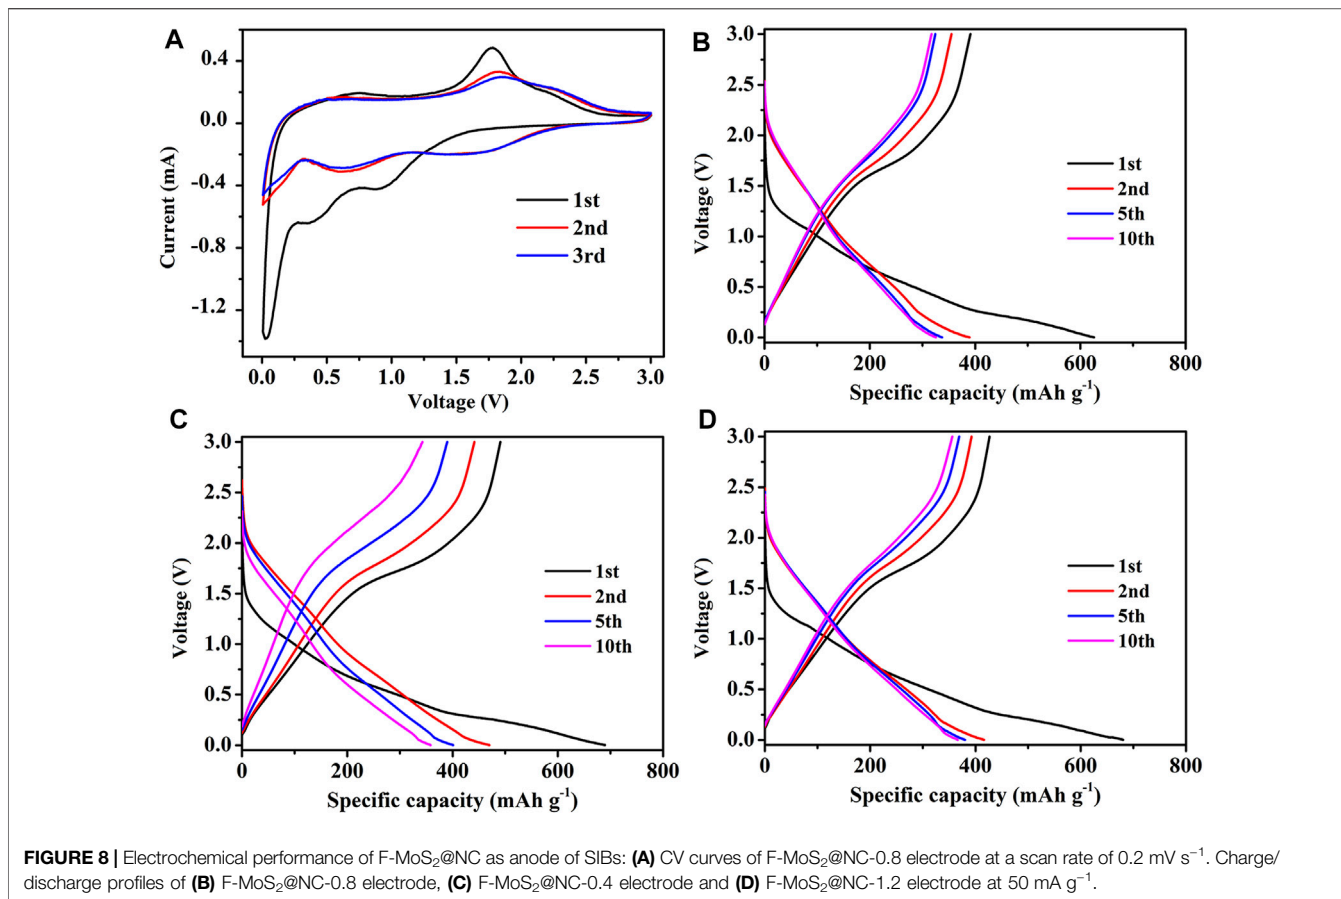 A
0.4
0.0
-0.4
-0.8
-1.2
Current (mA)
1st
2nd
3rd
0.0 0.5 1.0 1.5 2.0 2.5 3.0
Voltage (V)
B
3.0
2.5
2.0
1.5
1.0
0.5
0.0
Voltage (V)
1st
2nd
5th
10th
0 200 400 600 800
Specific capacity (mAh g⁻¹)
C
3.0
2.5
2.0
1.5
1.0
0.5
0.0
Voltage (V)
1st
2nd
5th
10th
0 200 400 600 800
Specific capacity (mAh g⁻¹)
D
3.0
2.5
2.0
1.5
1.0
0.5
0.0
Voltage (V)
1st
2nd
5th
10th
0 200 400 600 800
Specific capacity (mAh g⁻¹)
FIGURE 8 | Electrochemical performance of F-MoS₂@NC as anode of SIBs: (A) CV curves of F-MoS₂@NC-0.8 electrode at a scan rate of 0.2 mV s⁻¹. Charge/
discharge profiles of (B) F-MoS₂@NC-0.8 electrode, (C) F-MoS₂@NC-0.4 electrode and (D) F-MoS₂@NC-1.2 electrode at 50 mA g⁻¹.